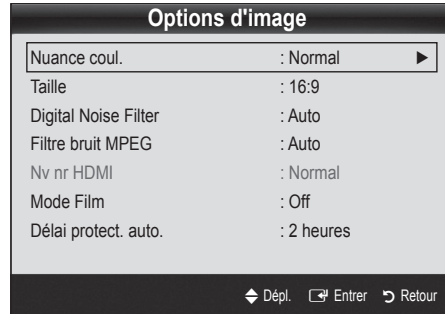 Options d'image
Nuance coul. : Normal
Taille : 16:9
Digital Noise Filter : Auto
Filtre bruit MPEG : Auto
Nv nr HDMI : Normal
Mode Film : Off
Délai protect. auto. : 2 heures
Dépl. Entrer Retour